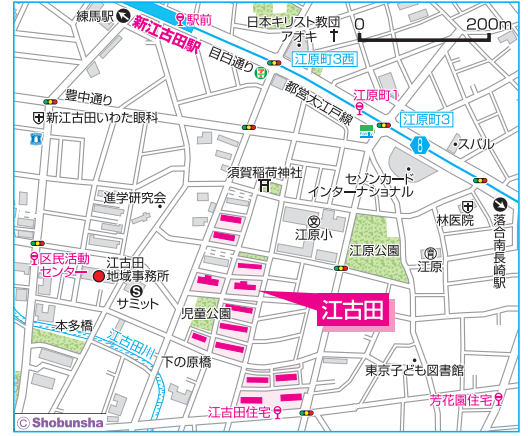 練馬駅
駅前
新江古田駅
日本キリスト教団
アオキ
0
200m
目白通り
江原町3西
豊中通り
都営大江戸線
江原町1
新江古田いわた眼科
江原町3
スバル
須賀稲荷神社
セゾンカード
インターナショナル
進学研究会
文
江原小
林医院
江原公園
江原
落合南長崎駅
区民活動
センター
江古田
地域事務所
サミット
児童公園
江古田
本多橋
江古田川
下の原橋
東京子ども図書館
江古田住宅
芳花園住宅
© Shobunsha